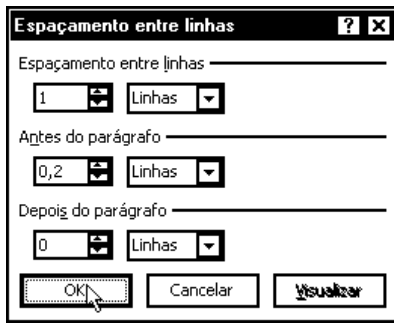 Espaçamento entre linhas ? X
Espaçamento entre linhas
1 Linhas
Antes do parágrafo
0,2 Linhas
Depois do parágrafo
0 Linhas
OK Cancelar Visualizar